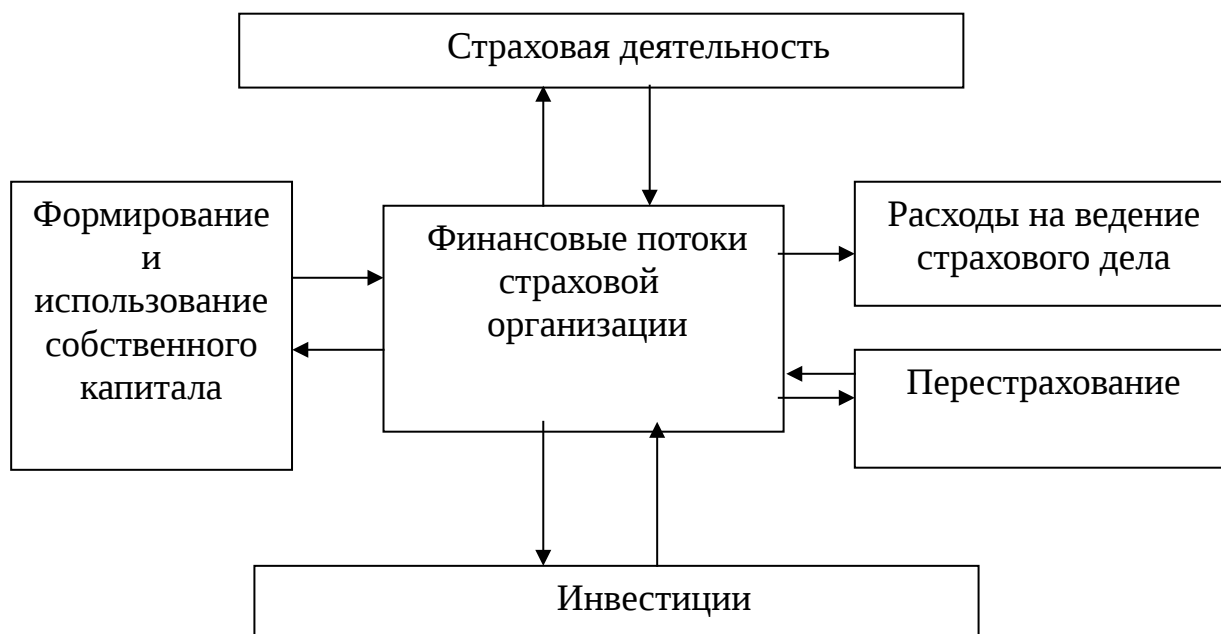 Страховая деятельность
Формирование
и
использование
собственного
капитала
Финансовые потоки
страховой
организации
Расходы на ведение
страхового дела
Перестрахование
Инвестиции